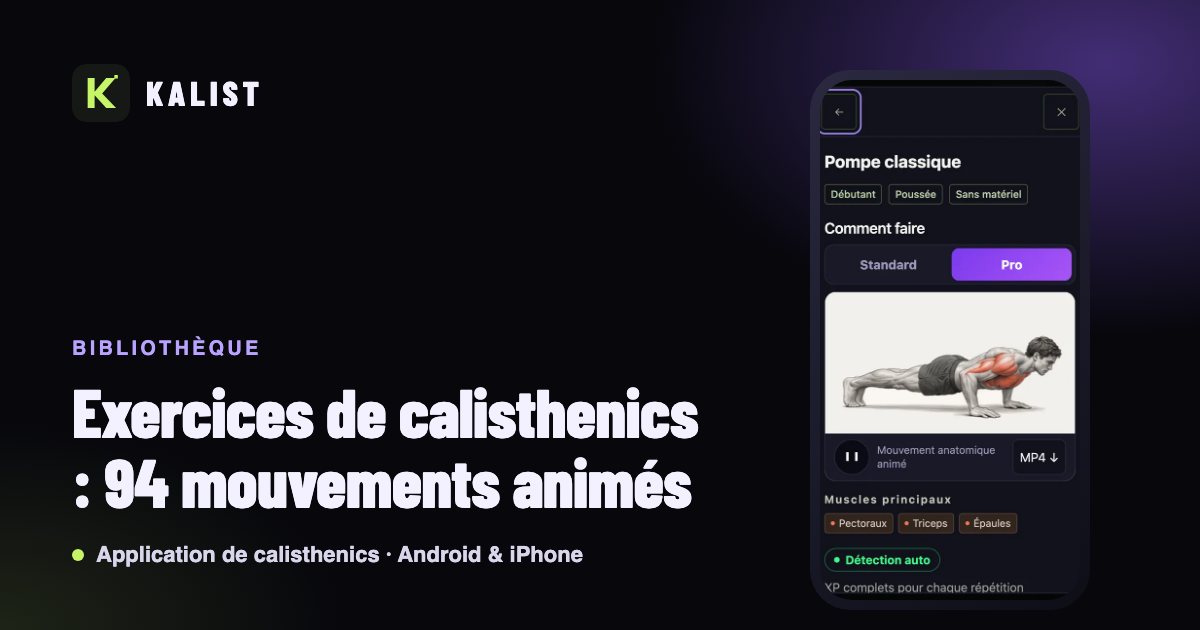 KALIST
BIBLIOTHÈQUE
Exercices de calisthenics
: 94 mouvements animés
Application de calisthenics · Android & iPhone
Pompe classique
Débutant Poussée Sans matériel
Comment faire
Standard Pro
Mouvement anatomique
animé
MP4 ↓
Muscles principaux
Pectoraux Triceps Épaules
Détection auto
XP complets pour chaque répétition